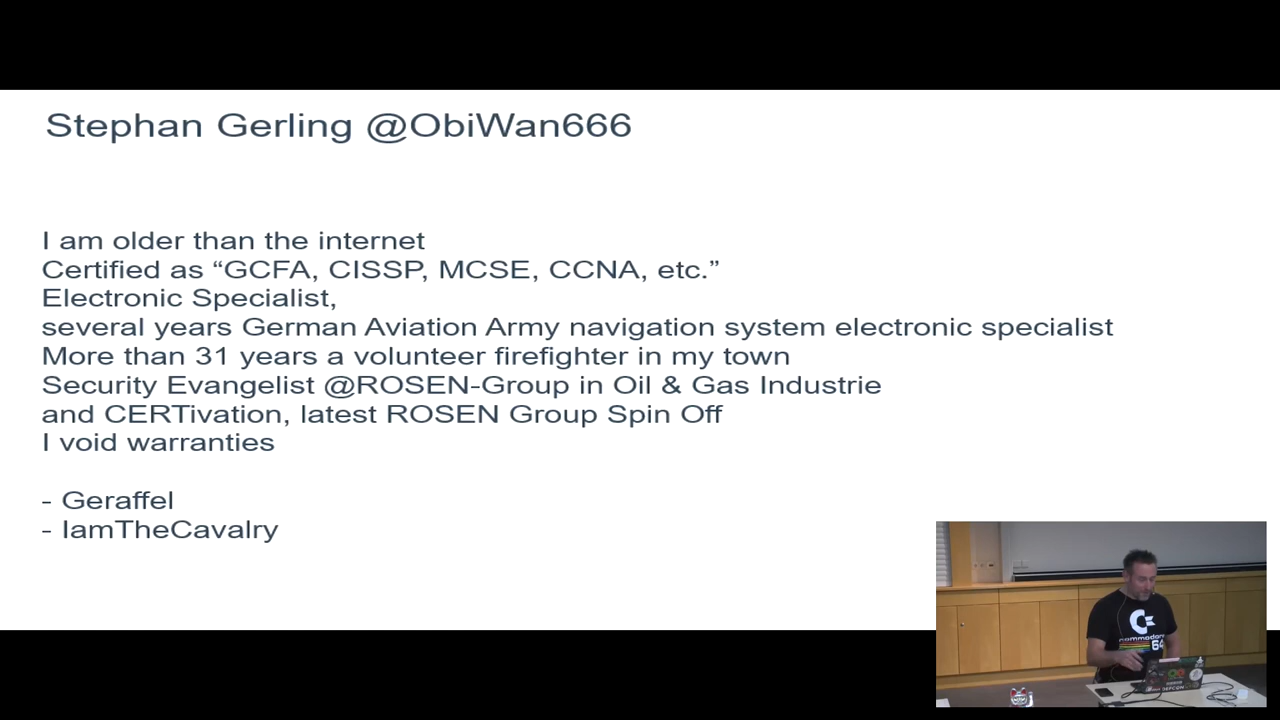 Stephan Gerling @ObiWan666
I am older than the internet
Certified as “GCFA, CISSP, MCSE, CCNA, etc.”
Electronic Specialist,
several years German Aviation Army navigation system electronic specialist
More than 31 years a volunteer firefighter in my town
Security Evangelist @ROSEN-Group in Oil & Gas Industrie
and CERTivation, latest ROSEN Group Spin Off
I void warranties
- Geraffel
- IamTheCavalry
commodore
64